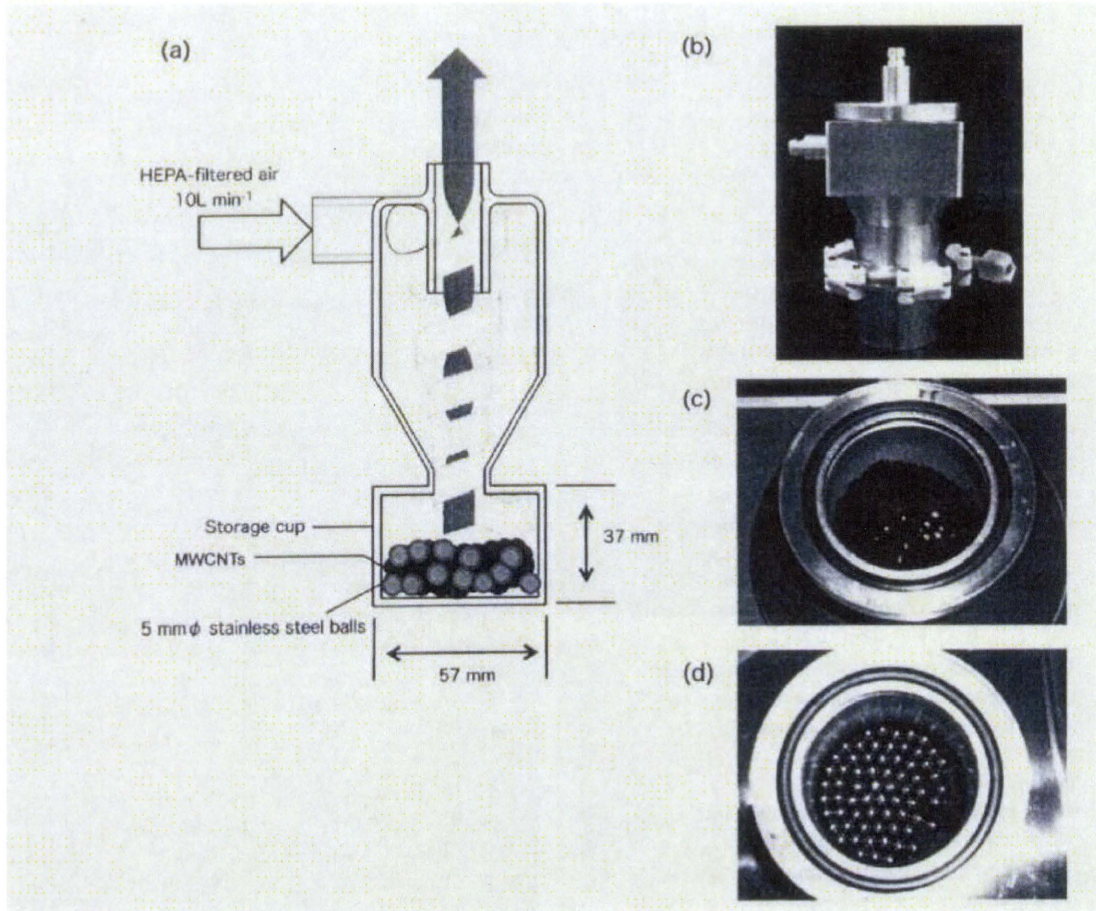 (a)
HEPA-filtered air
10L min⁻¹
Storage cup
MWCNTs
5 mmϕ stainless steel balls
37 mm
57 mm
(b)
(c)
(d)